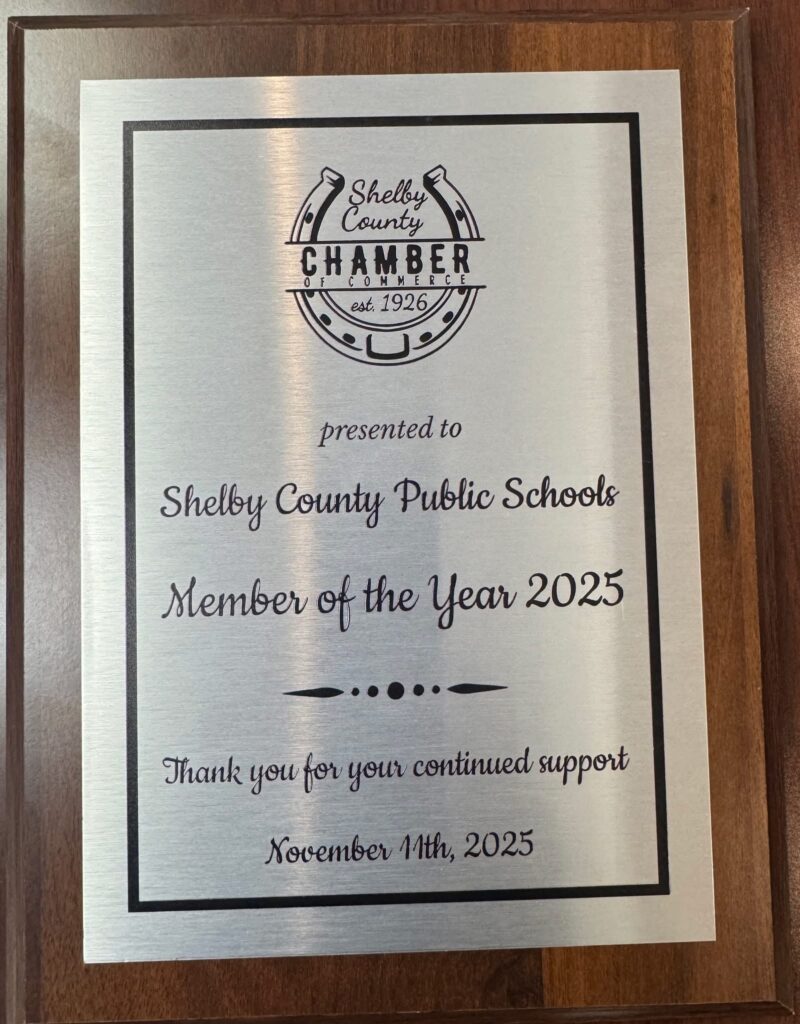 Shelby
County
CHAMBER
OF COMMERCE
est. 1926
presented to
Shelby County Public Schools
Member of the Year 2025
Thank you for your continued support
November 11th, 2025